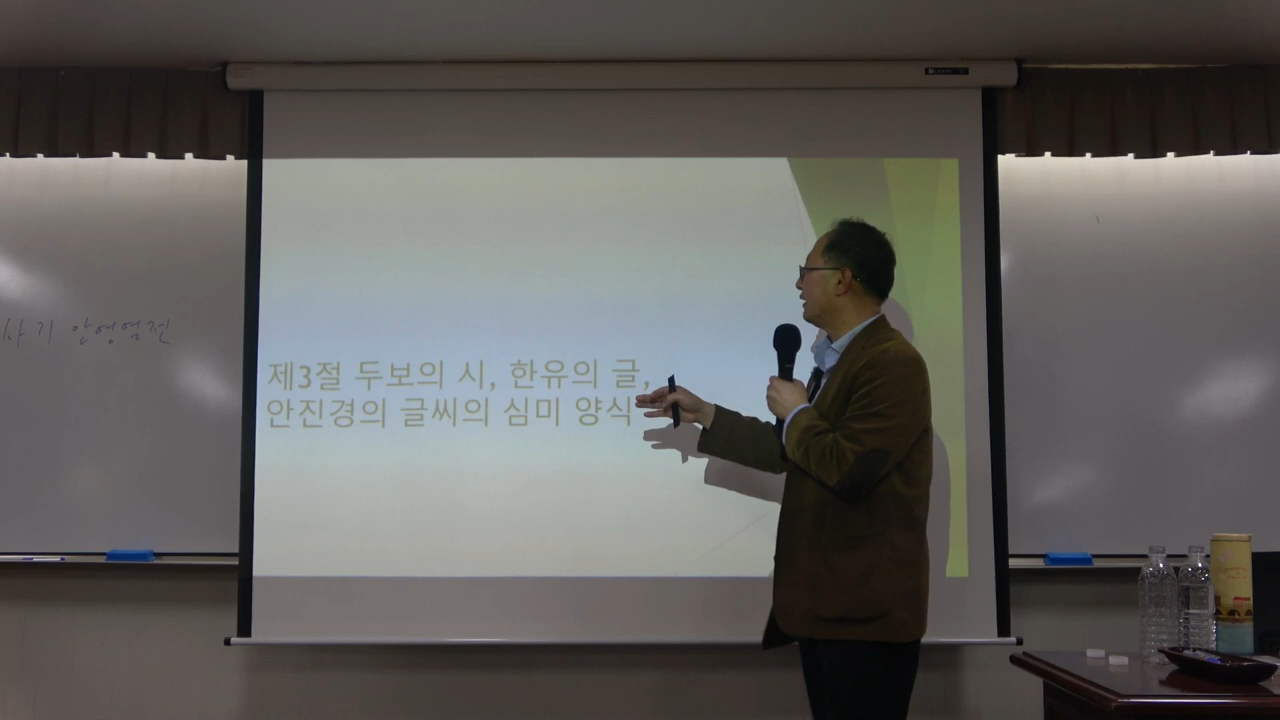 사기 안영열전
제3절 두보의 시, 한유의 글,
안진경의 글씨의 심미 양식